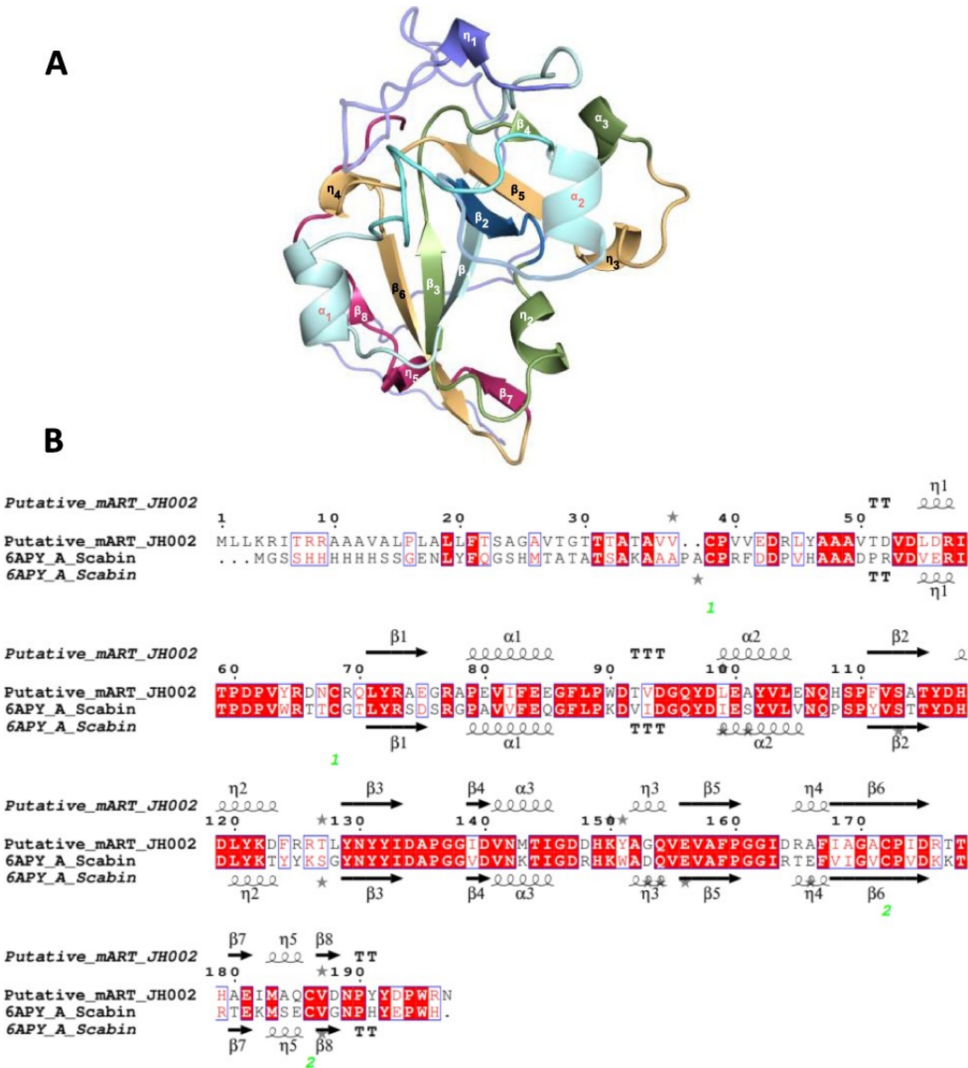 A
η1
β4
α3
η4
β5
α2
β2
β
η3
β6
β3
α1
β8
η2
η5
β7
B
Putative_mART_JH002 TT η1
1 10 20 30 40 50
Putative_mART_JH002 MLLKRITRRAAAVALPLALLFTSAGAVTGTTTATAVV..CPVVEDRLYAAAVTDVDLDRI
6APY_A_Scabin ...MGSSHHHHHHSSGENLYFQGSHMTATATSAKAAAPACPRFDDPVHAAADPRVDVERI
6APY_A_Scabin TT η1
1
Putative_mART_JH002 β1 α1 TTT α2 β2
60 70 80 90 100 110
Putative_mART_JH002 TPDPVYRDNCRQLYRAEGRAPEVIFEEGFLPWDTVDGQYDLEAYVLENQHSPFVSATYDH
6APY_A_Scabin TPDPVWRTTCGTLYRSDSRGPAVVFEQGFLPKDVIDGQYDIESYVLVNQPSPYVSTTYDH
6APY_A_Scabin β1 α1 TTT α2 β2
1
Putative_mART_JH002 η2 β3 β4 α3 η3 β5 η4 β6
120 130 140 150 160 170
Putative_mART_JH002 DLYKDFRRTLYNYYIDAPGGIDVNMTIGDDHKYAGQVEVAFPGGIDRAFIAGACPIDRTT
6APY_A_Scabin DLYKTYYKSGYNYYIDAPGGVDVNKTIGDRHKWADQVEVAFPGGIRTEFVIGVCPVDKKT
6APY_A_Scabin η2 β3 β4 α3 η3 β5 η4 β6
2
Putative_mART_JH002 β7 η5 β8 TT
180 190
Putative_mART_JH002 HAEIMAQCVDNPYYDPWRN
6APY_A_Scabin RTEKMSECVGNPHYEPWH.
6APY_A_Scabin β7 η5 β8 TT
2